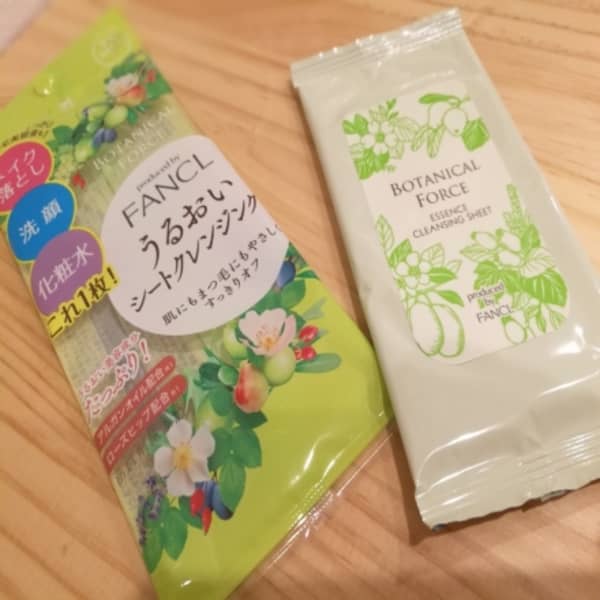 BOTANICAL
FORCE
produced by
FANCL
うるおい
シートクレンジング
肌にもまつ毛にもやさしく
すっきりオフ
メイク
落とし
洗顔
化粧水
これ1枚!
たっぷり!
アルガンオイル配合
ローズヒップ配合
BOTANICAL
FORCE
ESSENCE
CLEANSING SHEET
produced
by
FANCL